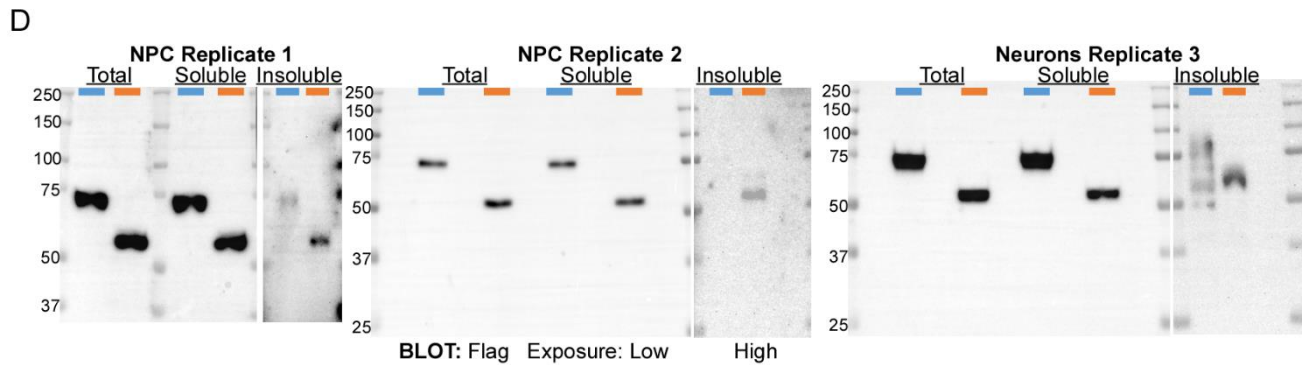 D
NPC Replicate 1
Total Soluble Insoluble
250
150
100
75
50
37
NPC Replicate 2
Total Soluble Insoluble
250
150
100
75
50
37
25
Neurons Replicate 3
Total Soluble Insoluble
250
150
100
75
50
37
25
BLOT: Flag Exposure: Low High